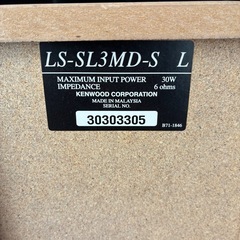 LS-SL3MD-S L
MAXIMUM INPUT POWER 30W
IMPEDANCE 6 ohms
KENWOOD CORPORATION
MADE IN MALAYSIA
SERIAL NO.
30303305
B71-1846